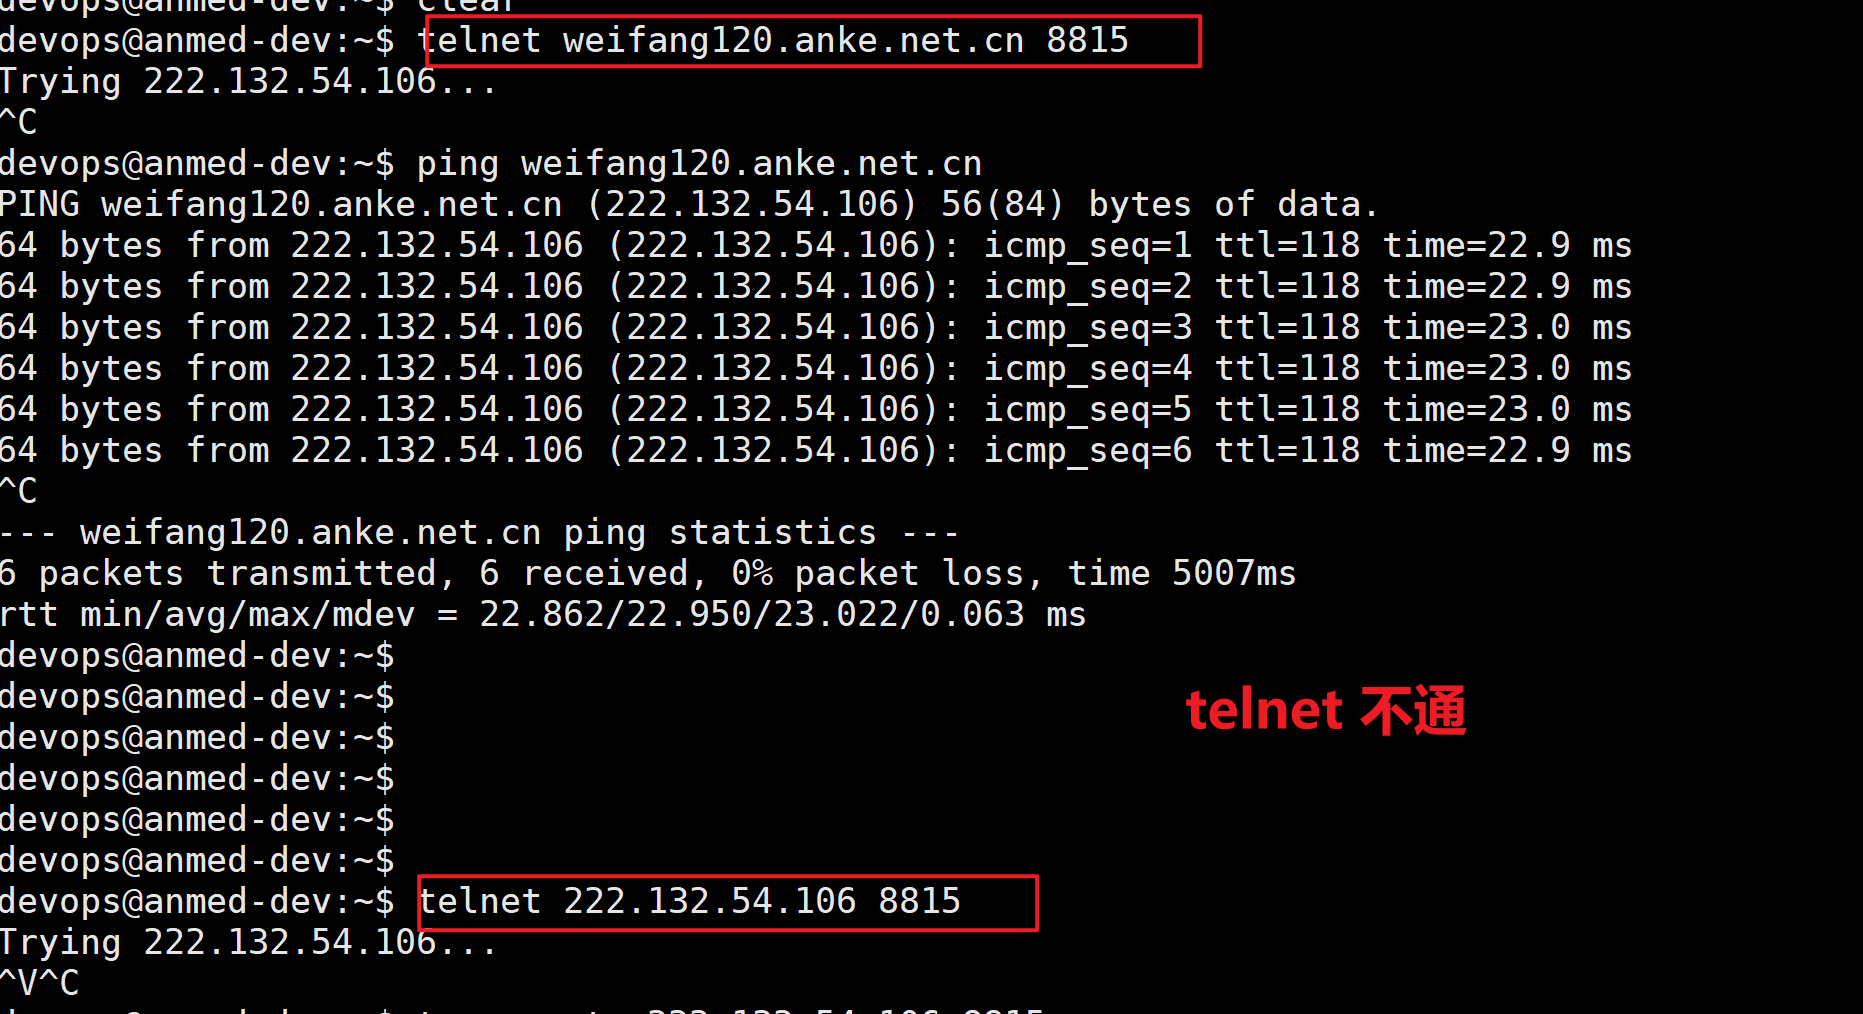 devops@anmed-dev:~$ clear
devops@anmed-dev:~$ telnet weifang120.anke.net.cn 8815
Trying 222.132.54.106...
^C
devops@anmed-dev:~$ ping weifang120.anke.net.cn
PING weifang120.anke.net.cn (222.132.54.106) 56(84) bytes of data.
64 bytes from 222.132.54.106 (222.132.54.106): icmp_seq=1 ttl=118 time=22.9 ms
64 bytes from 222.132.54.106 (222.132.54.106): icmp_seq=2 ttl=118 time=22.9 ms
64 bytes from 222.132.54.106 (222.132.54.106): icmp_seq=3 ttl=118 time=23.0 ms
64 bytes from 222.132.54.106 (222.132.54.106): icmp_seq=4 ttl=118 time=23.0 ms
64 bytes from 222.132.54.106 (222.132.54.106): icmp_seq=5 ttl=118 time=23.0 ms
64 bytes from 222.132.54.106 (222.132.54.106): icmp_seq=6 ttl=118 time=22.9 ms
^C
--- weifang120.anke.net.cn ping statistics ---
6 packets transmitted, 6 received, 0% packet loss, time 5007ms
rtt min/avg/max/mdev = 22.862/22.950/23.022/0.063 ms
devops@anmed-dev:~$
devops@anmed-dev:~$
telnet 不通
devops@anmed-dev:~$
devops@anmed-dev:~$
devops@anmed-dev:~$
devops@anmed-dev:~$
devops@anmed-dev:~$ telnet 222.132.54.106 8815
Trying 222.132.54.106...
^V^C
devops@anmed-dev:~$ 222.132.54.106 8815